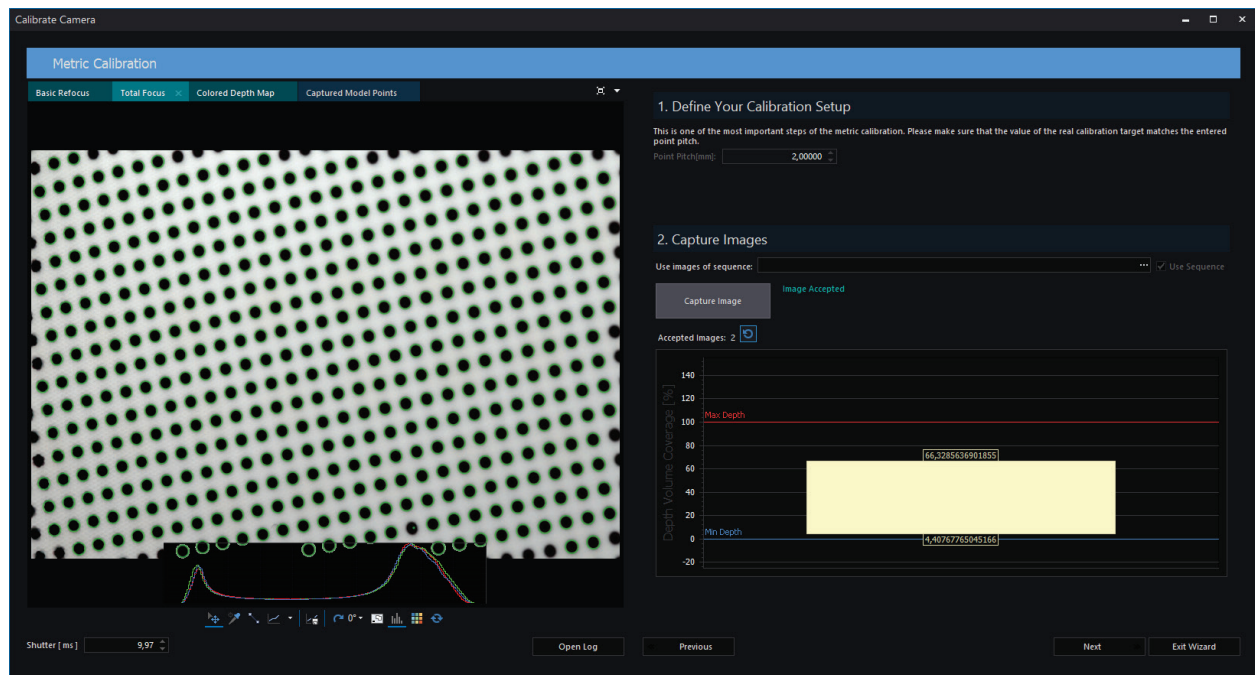 Calibrate Camera
Metric Calibration
Basic Refocus
Total Focus
Colored Depth Map
Captured Model Points
1. Define Your Calibration Setup
This is one of the most important steps of the metric calibration. Please make sure that the value of the real calibration target matches the entered
point pitch.
Point Pitch[mm]: 2,00000
2. Capture Images
Use images of sequence:
Use Sequence
Capture Image
Image Accepted
Accepted Images: 2
Depth Volume Coverage [%]
140
120
100
80
60
40
20
0
-20
Max Depth
66,3285636901855
Min Depth
4,40767765045166
0°
Shutter [ms] 9,97
Open Log
Previous
Next
Exit Wizard